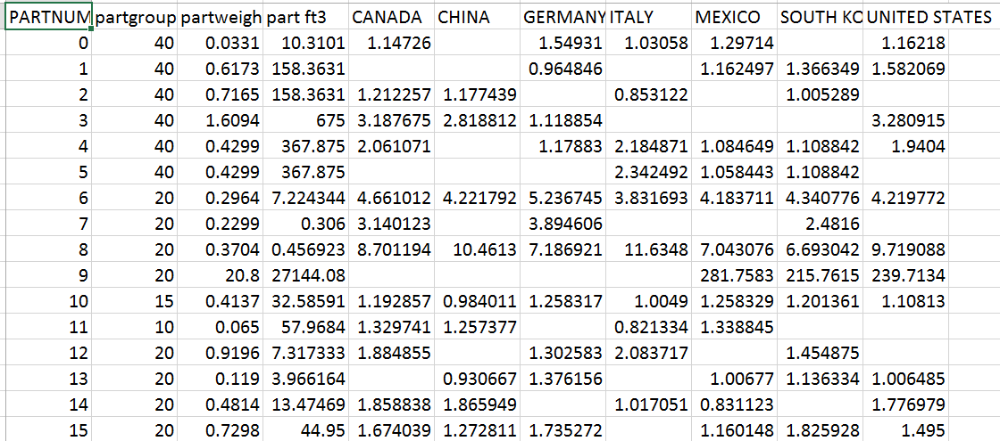 PARTNUM partgroup partweigh part ft3 CANADA CHINA GERMANY ITALY MEXICO SOUTH KO UNITED STATES
0 40 0.0331 10.3101 1.14726 1.54931 1.03058 1.29714 1.16218
1 40 0.6173 158.3631 0.964846 1.162497 1.366349 1.582069
2 40 0.7165 158.3631 1.212257 1.177439 0.853122 1.005289
3 40 1.6094 675 3.187675 2.818812 1.118854 3.280915
4 40 0.4299 367.875 2.061071 1.17883 2.184871 1.084649 1.108842 1.9404
5 40 0.4299 367.875 2.342492 1.058443 1.108842
6 20 0.2964 7.224344 4.661012 4.221792 5.236745 3.831693 4.183711 4.340776 4.219772
7 20 0.2299 0.306 3.140123 3.894606 2.4816
8 20 0.3704 0.456923 8.701194 10.4613 7.186921 11.6348 7.043076 6.693042 9.719088
9 20 20.8 27144.08 281.7583 215.7615 239.7134
10 15 0.4137 32.58591 1.192857 0.984011 1.258317 1.0049 1.258329 1.201361 1.10813
11 10 0.065 57.9684 1.329741 1.257377 0.821334 1.338845
12 20 0.9196 7.317333 1.884855 1.302583 2.083717 1.454875
13 20 0.119 3.966164 0.930667 1.376156 1.00677 1.136334 1.006485
14 20 0.4814 13.47469 1.858838 1.865949 1.017051 0.831123 1.776979
15 20 0.7298 44.95 1.674039 1.272811 1.735272 1.160148 1.825928 1.495